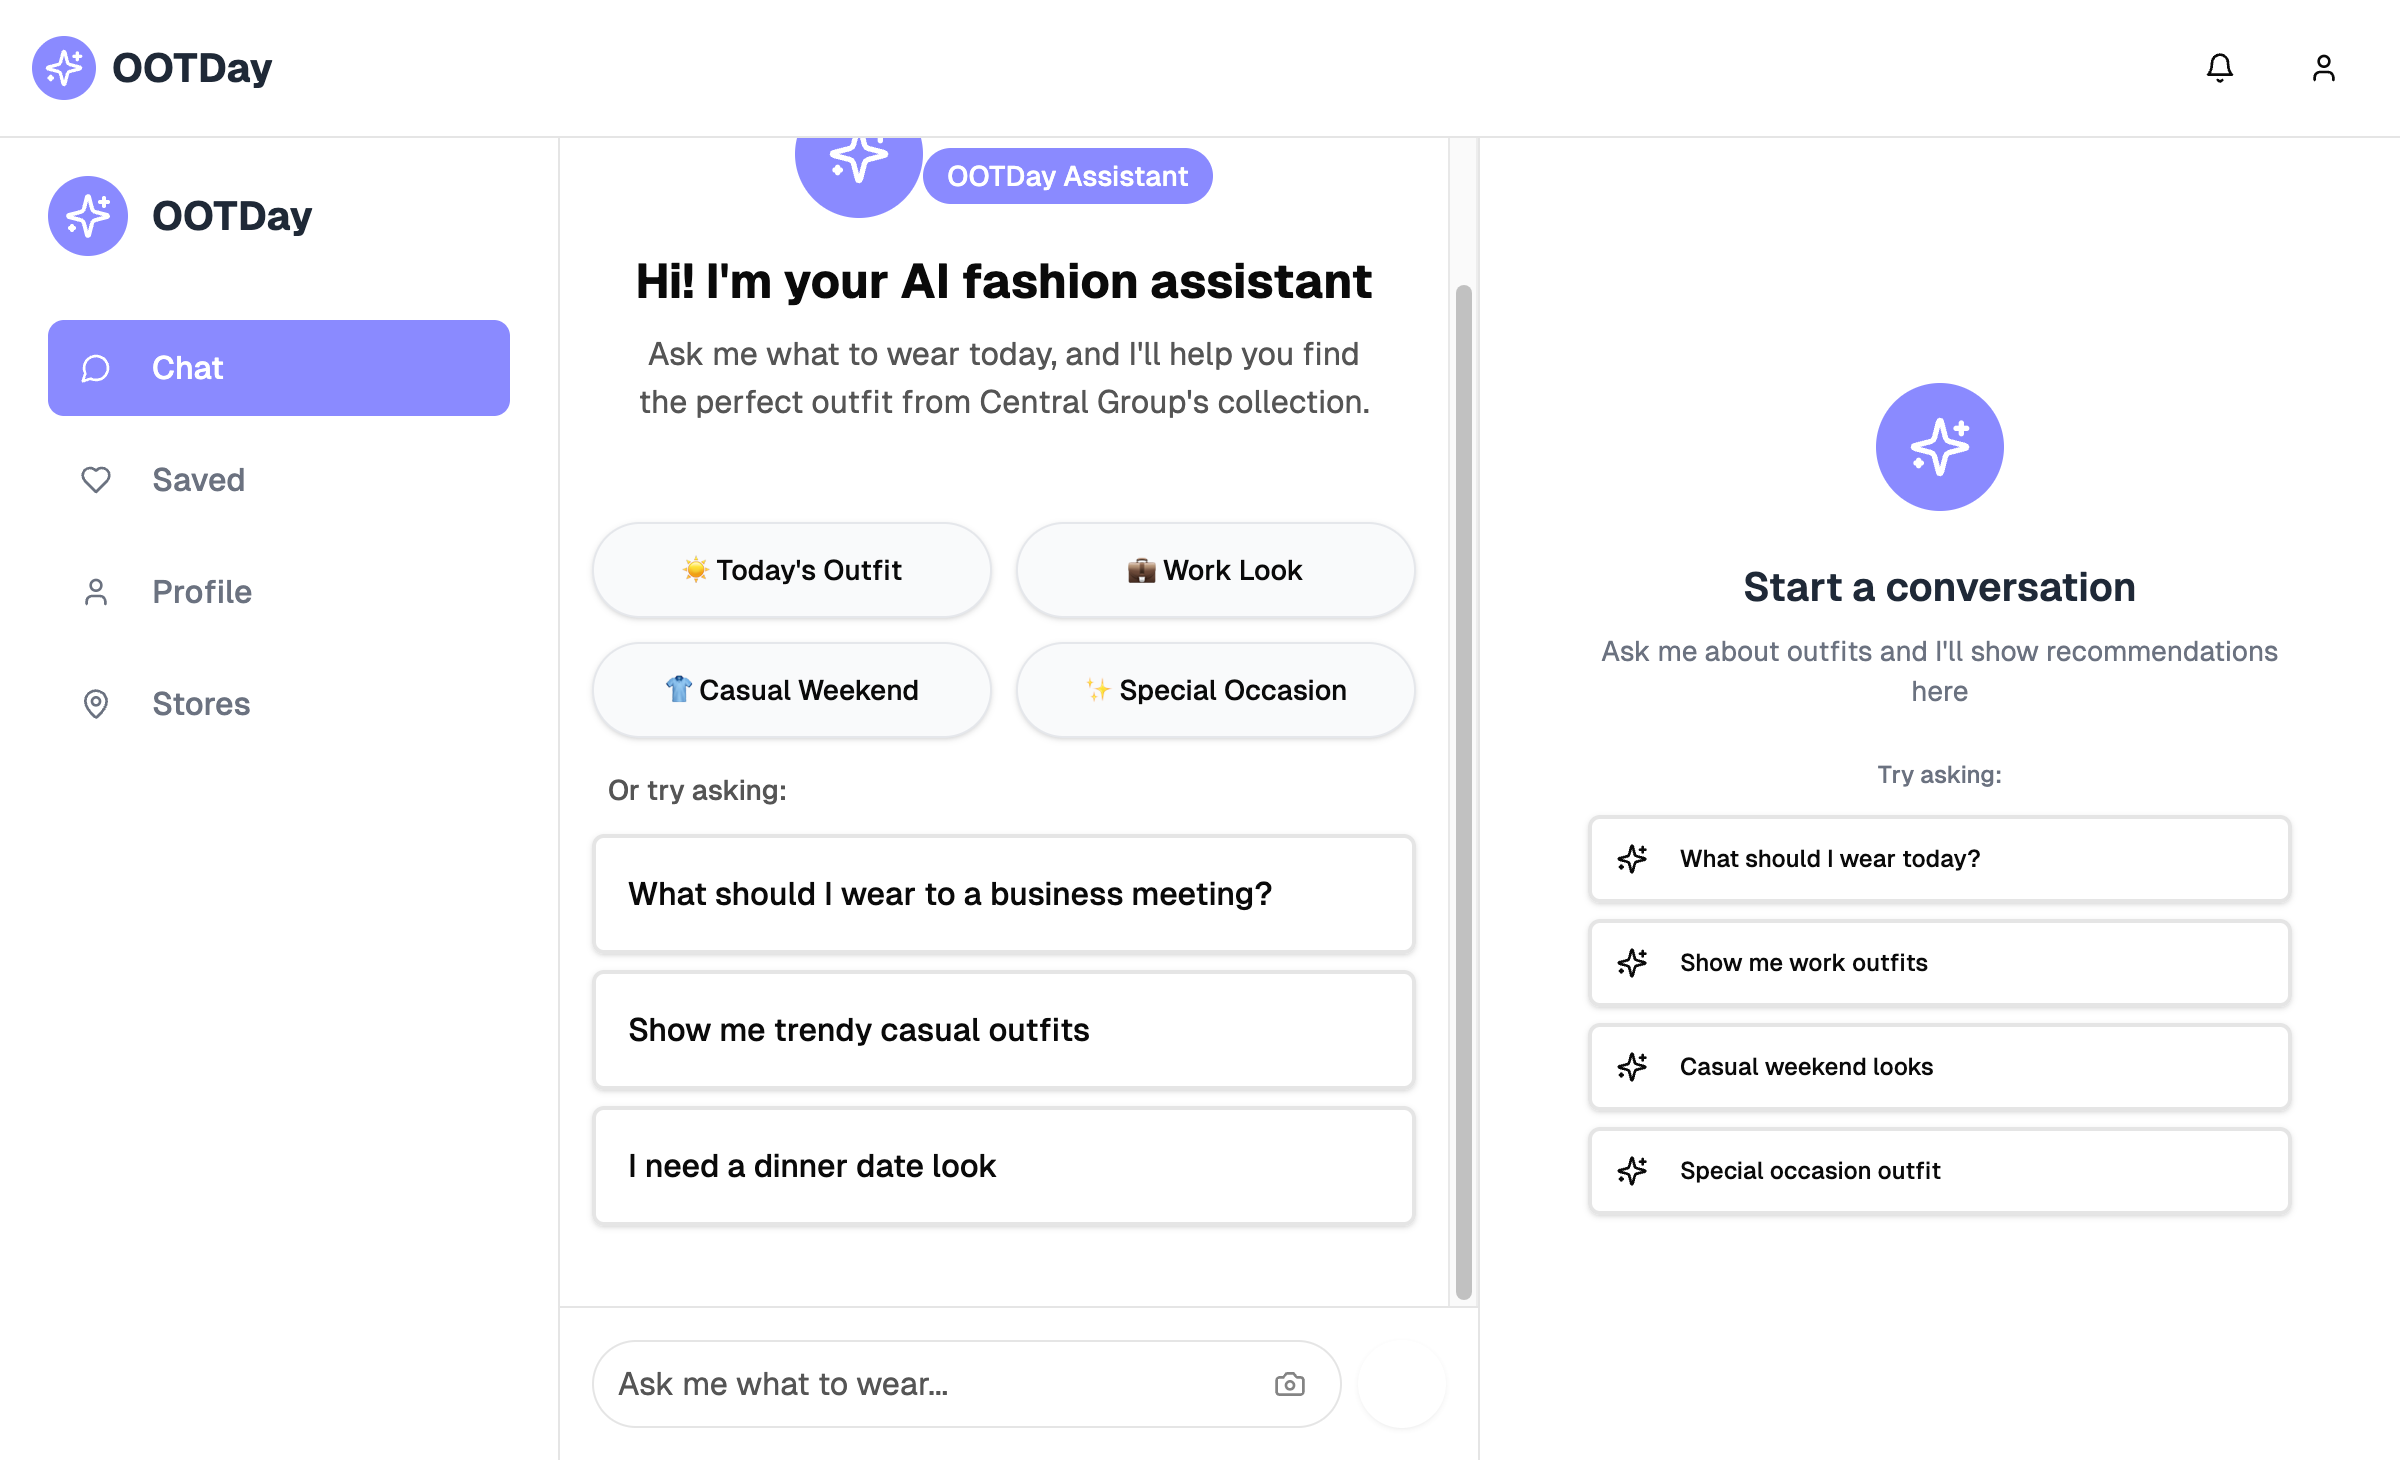 OOTDay
OOTDay
Chat
Saved
Profile
Stores
OOTDay Assistant
Hi! I'm your AI fashion assistant
Ask me what to wear today, and I'll help you find
the perfect outfit from Central Group's collection.
☀️ Today's Outfit
💼 Work Look
👕 Casual Weekend
✨ Special Occasion
Or try asking:
What should I wear to a business meeting?
Show me trendy casual outfits
I need a dinner date look
Ask me what to wear...
Start a conversation
Ask me about outfits and I'll show recommendations
here
Try asking:
What should I wear today?
Show me work outfits
Casual weekend looks
Special occasion outfit